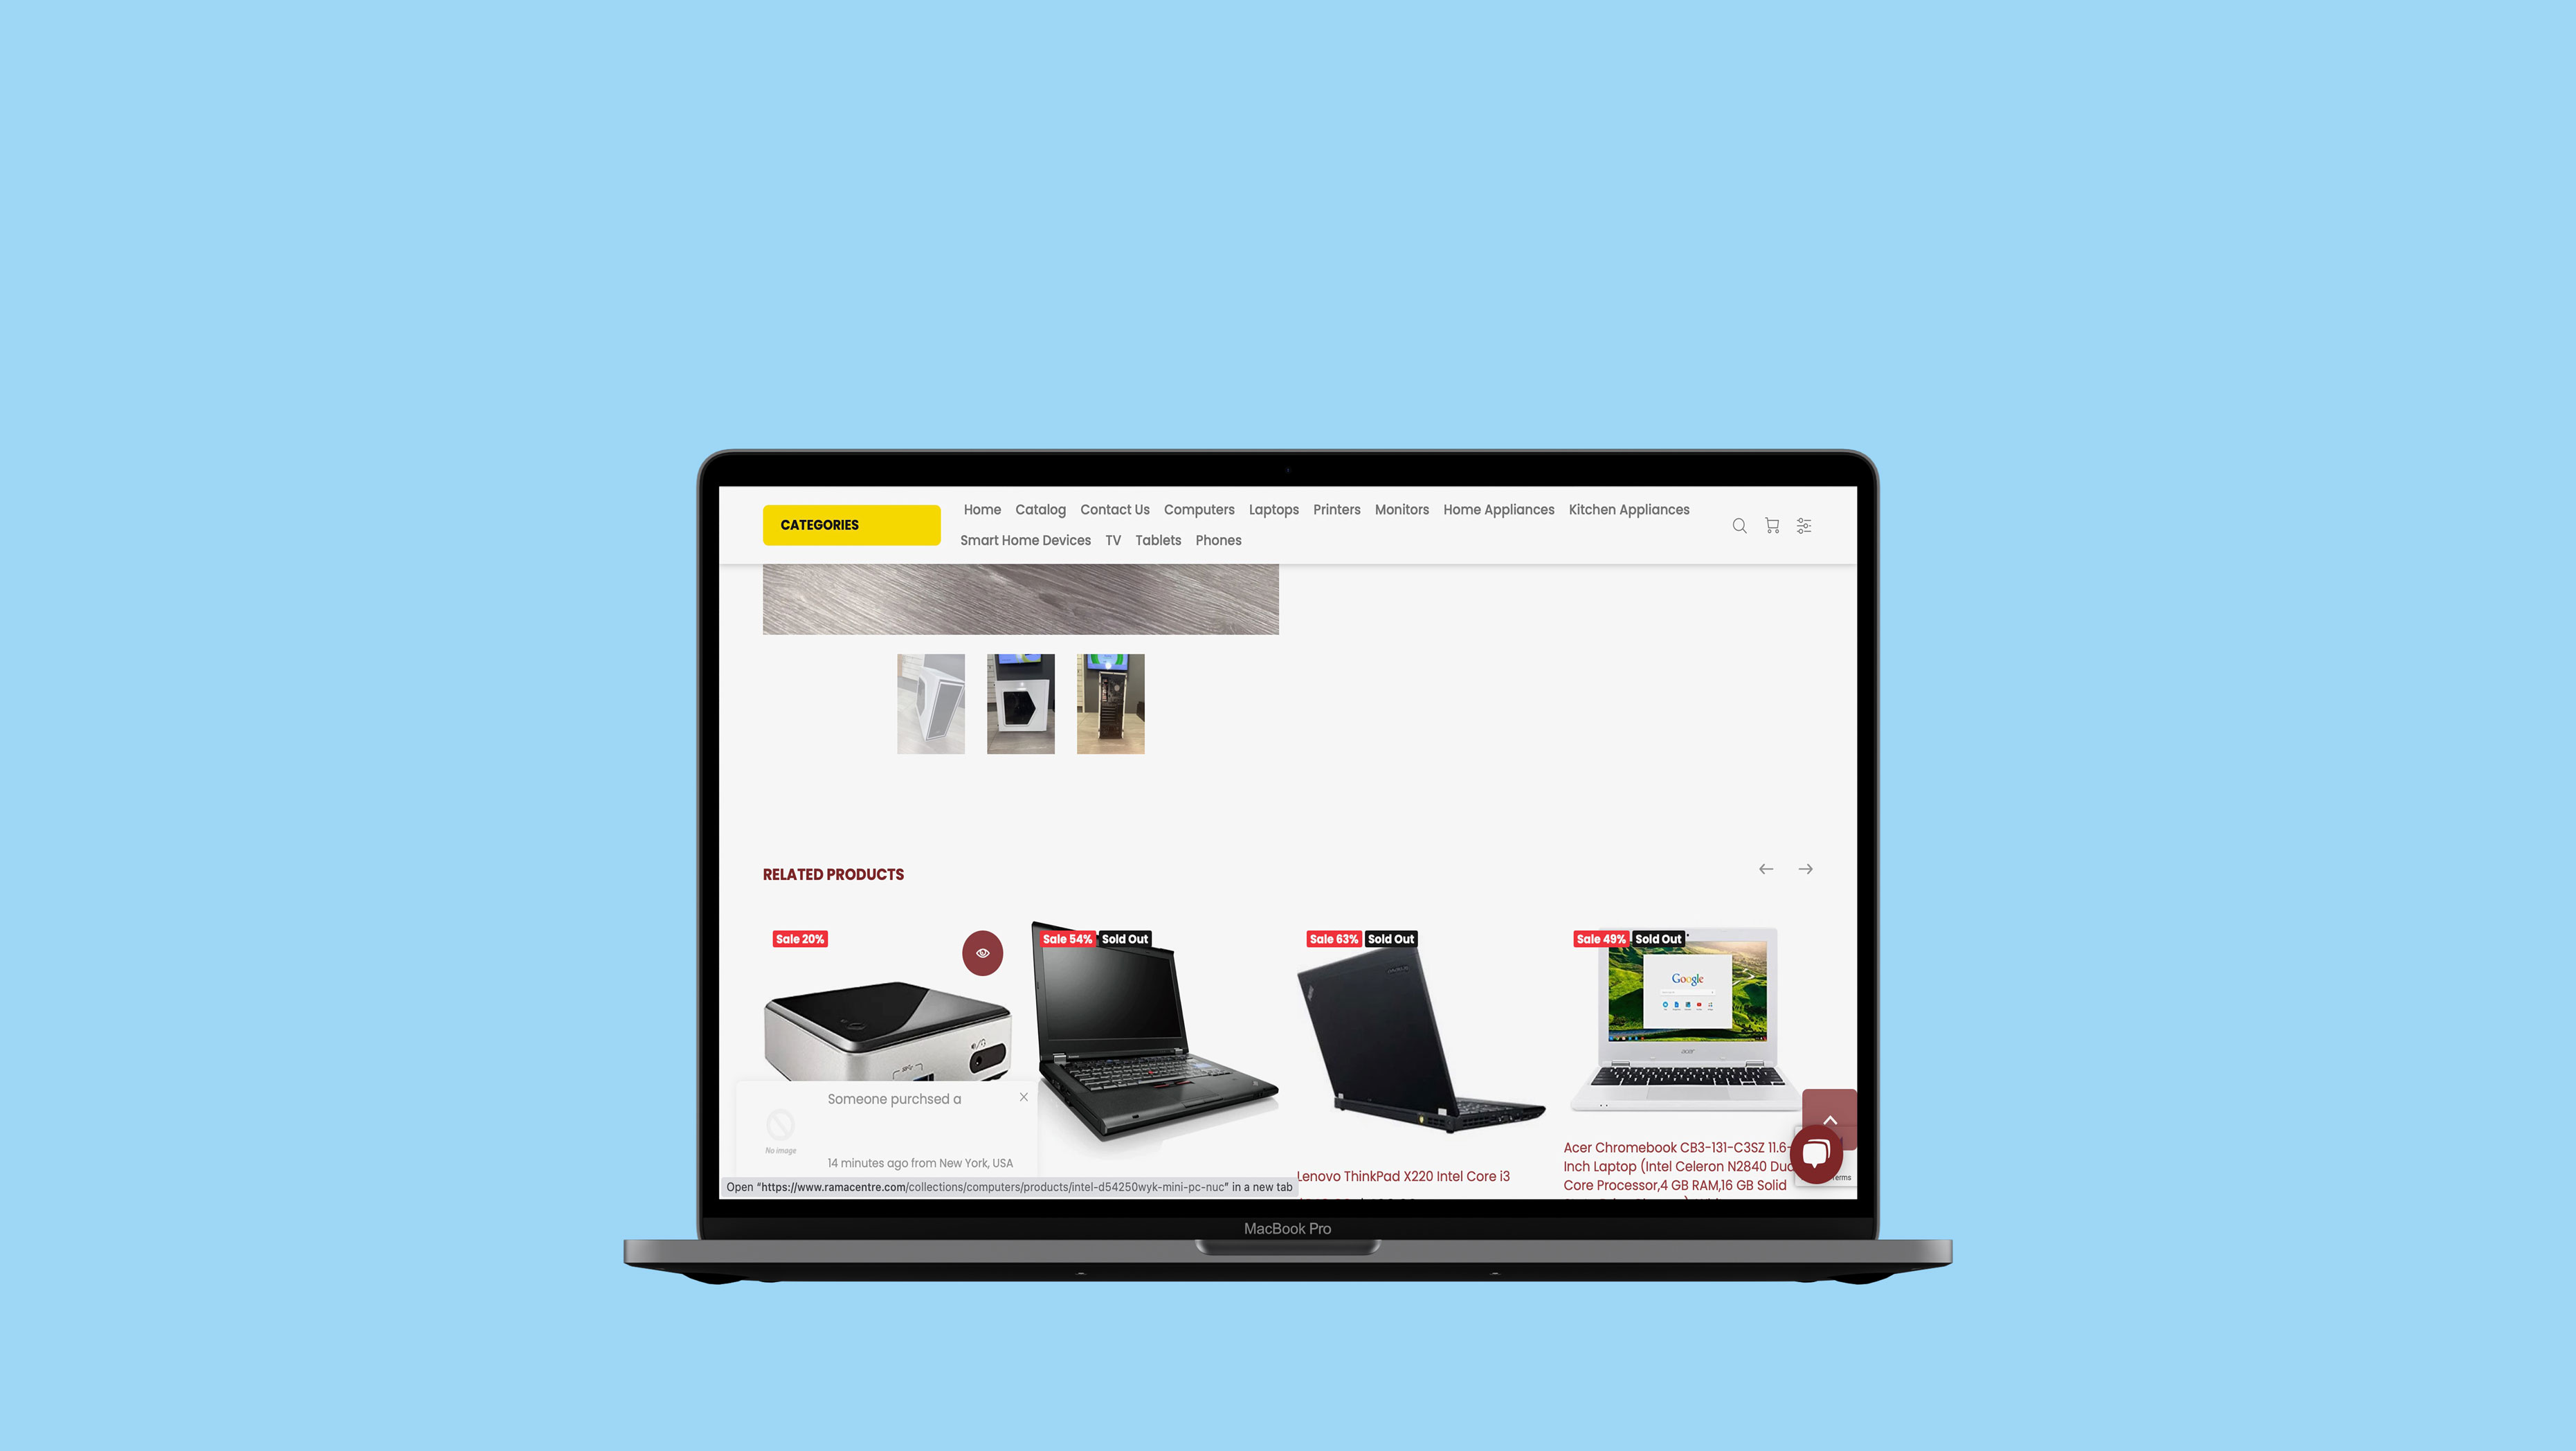 CATEGORIES
Home Catalog Contact Us Computers Laptops Printers Monitors Home Appliances Kitchen Appliances
Smart Home Devices TV Tablets Phones
RELATED PRODUCTS
Sale 20%
Sale 54% Sold Out
Sale 63% Sold Out
Sale 49% Sold Out
Google
acer
Someone purchsed a
No image
14 minutes ago from New York, USA
Lenovo ThinkPad X220 Intel Core i3
Acer Chromebook CB3-131-C3SZ 11.6-
Inch Laptop (Intel Celeron N2840 Duo
Core Processor,4 GB RAM,16 GB Solid
Terms
Open "https://www.ramacentre.com/collections/computers/products/intel-d54250wyk-mini-pc-nuc" in a new tab
MacBook Pro